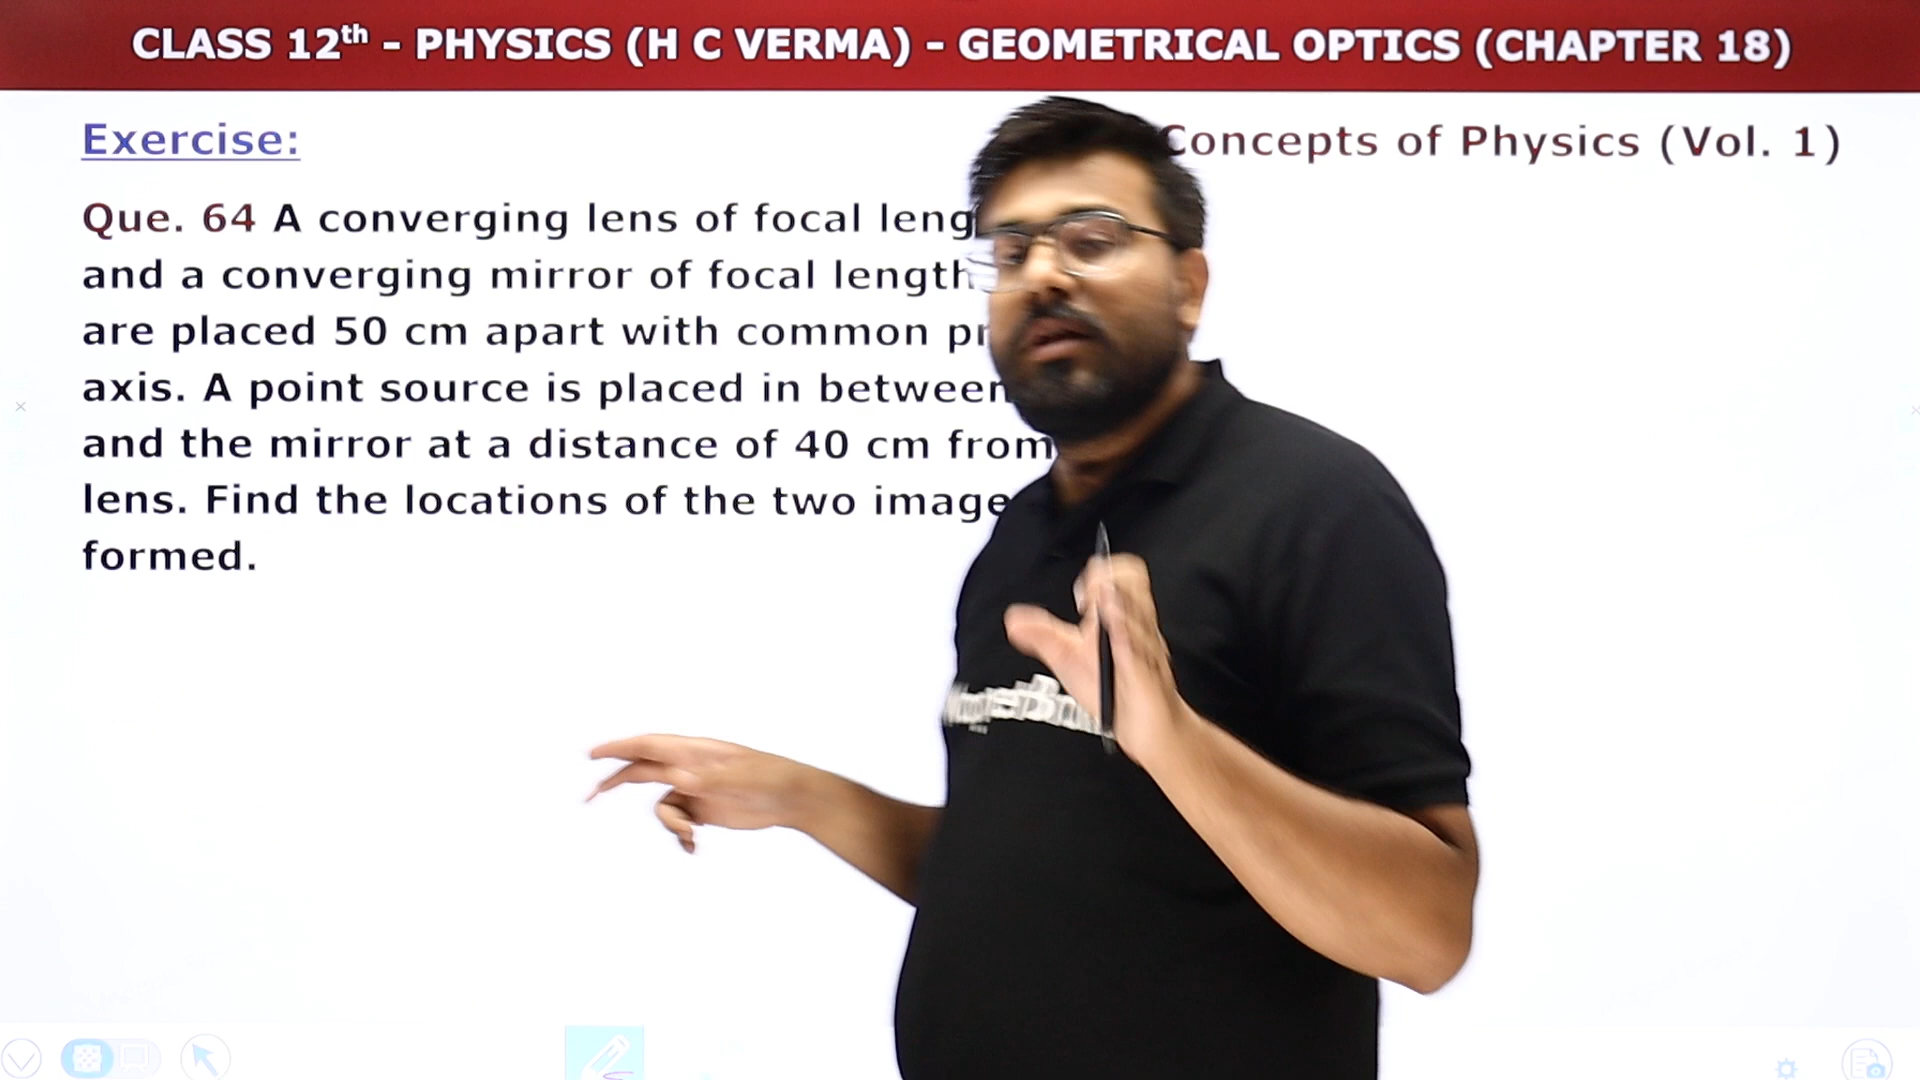 CLASS 12th - PHYSICS (H C VERMA) - GEOMETRICAL OPTICS (CHAPTER 18)
Exercise:
Concepts of Physics (Vol. 1)
Que. 64 A converging lens of focal leng
and a converging mirror of focal length
are placed 50 cm apart with common pr
axis. A point source is placed in between
and the mirror at a distance of 40 cm from
lens. Find the locations of the two image
formed.